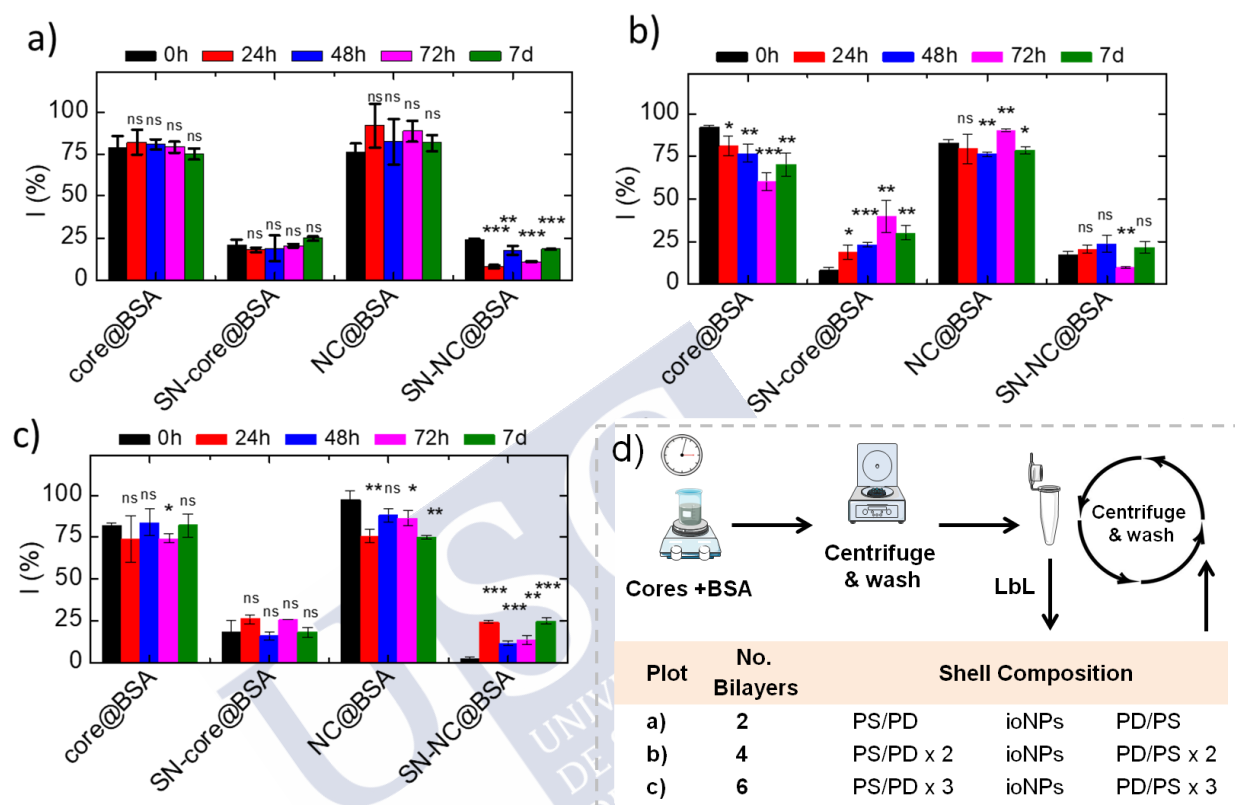 a)
0h 24h 48h 72h 7d
I (%)
100
75
50
25
0
ns ns ns ns
ns ns ns ns
ns ns ns ns
*** ** *** ***
core@BSA
SN-core@BSA
NC@BSA
SN-NC@BSA
b)
0h 24h 48h 72h 7d
I (%)
100
75
50
25
0
* ** *** **
* *** ** **
ns ** ** *
ns ns ** ns
core@BSA
SN-core@BSA
NC@BSA
SN-NC@BSA
c)
0h 24h 48h 72h 7d
I (%)
100
75
50
25
0
ns ns * ns
ns ns ns ns
** ns * **
*** *** ** ***
core@BSA
SN-core@BSA
NC@BSA
SN-NC@BSA
USC
UNIVE
DE
d)
Cores +BSA
Centrifuge
& wash
LbL
Centrifuge
& wash
Plot No. Bilayers Shell Composition
a) 2 PS/PD ioNPs PD/PS
b) 4 PS/PD x 2 ioNPs PD/PS x 2
c) 6 PS/PD x 3 ioNPs PD/PS x 3